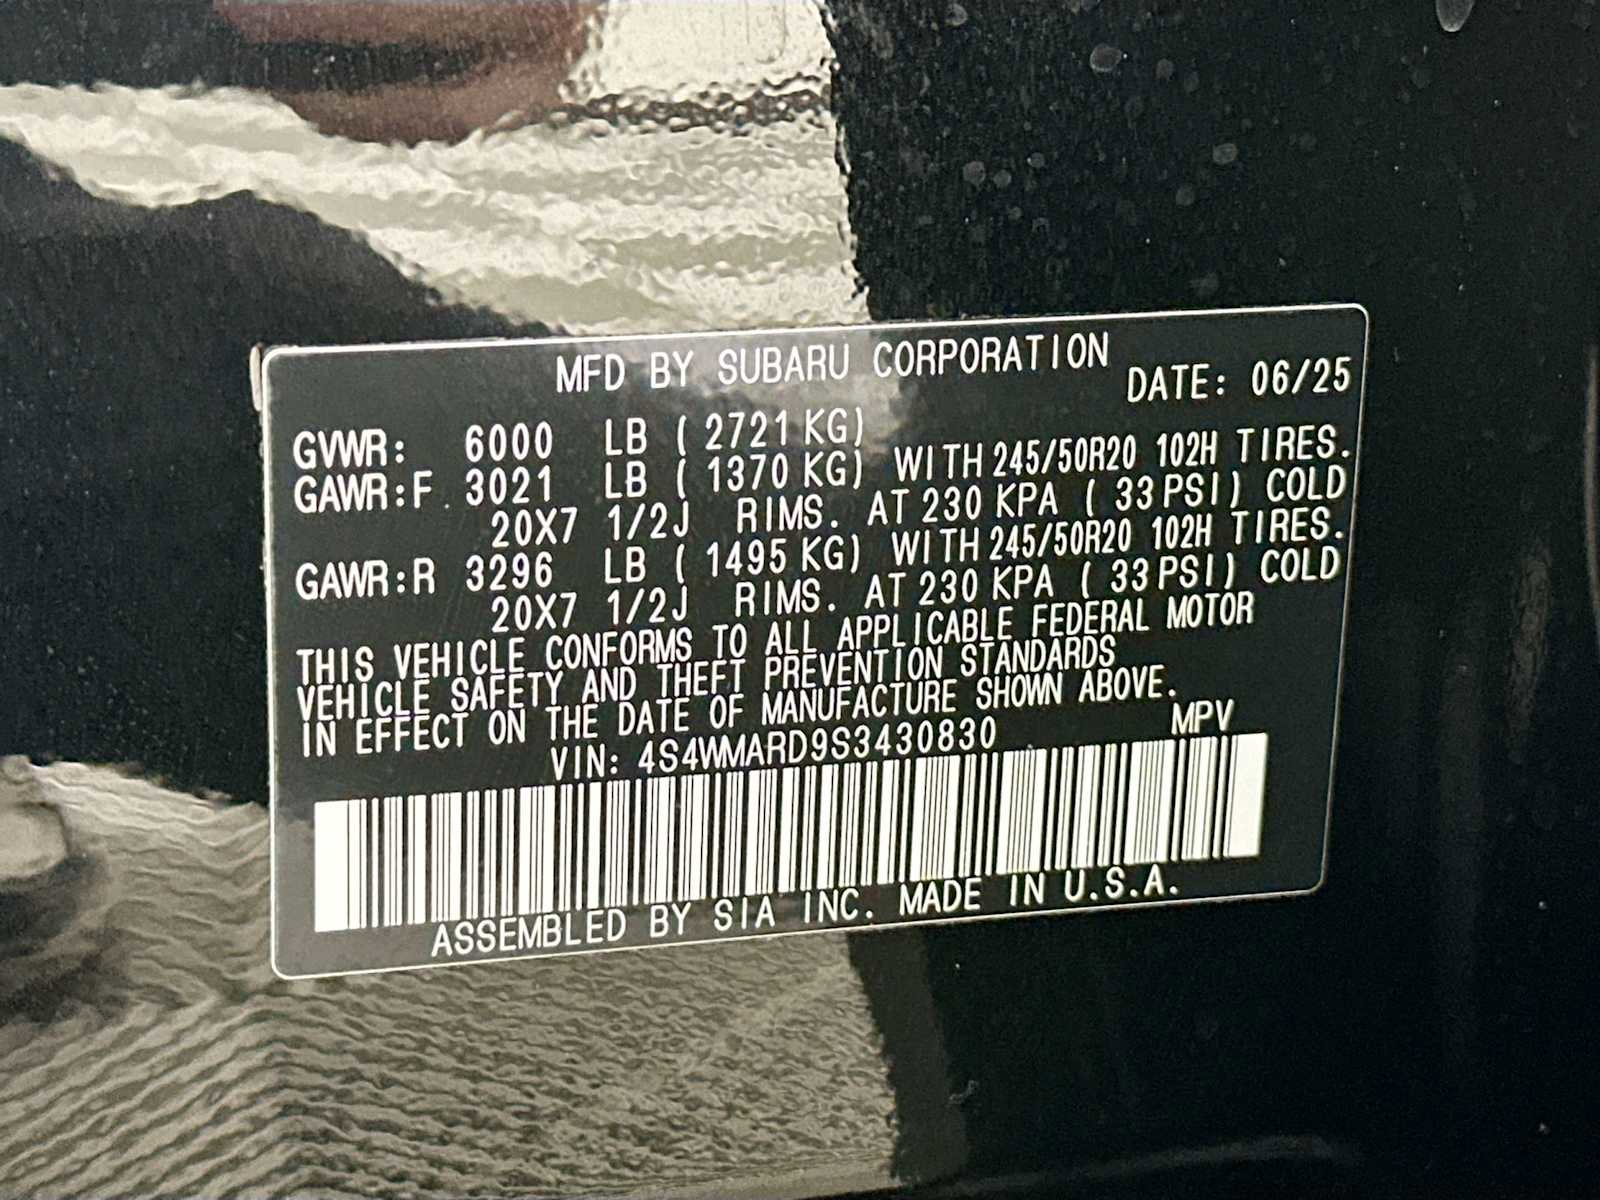 MFD BY SUBARU CORPORATION
DATE: 06/25
GVWR: 6000 LB ( 2721 KG)
GAWR:F. 3021 LB ( 1370 KG) WITH 245/50R20 102H TIRES.
20X7 1/2J RIMS. AT 230 KPA ( 33 PSI) COLD
GAWR:R 3296 LB ( 1495 KG) WITH 245/50R20 102H TIRES.
20X7 1/2J RIMS. AT 230 KPA ( 33 PSI) COLD
THIS VEHICLE CONFORMS TO ALL APPLICABLE FEDERAL MOTOR
VEHICLE SAFETY AND THEFT PREVENTION STANDARDS
IN EFFECT ON THE DATE OF MANUFACTURE SHOWN ABOVE.
VIN: 4S4WMARD9S3430830 MPV
ASSEMBLED BY SIA INC. MADE IN U.S.A.